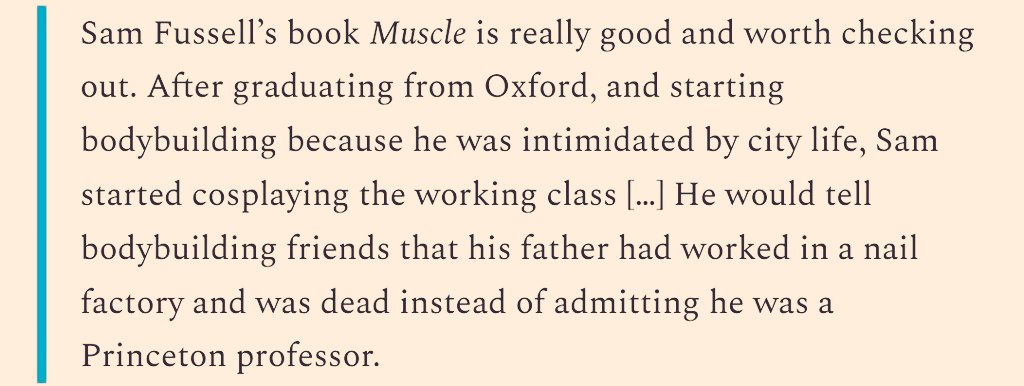 Sam Fussell’s book Muscle is really good and worth checking
out. After graduating from Oxford, and starting
bodybuilding because he was intimidated by city life, Sam
started cosplaying the working class [...] He would tell
bodybuilding friends that his father had worked in a nail
factory and was dead instead of admitting he was a
Princeton professor.